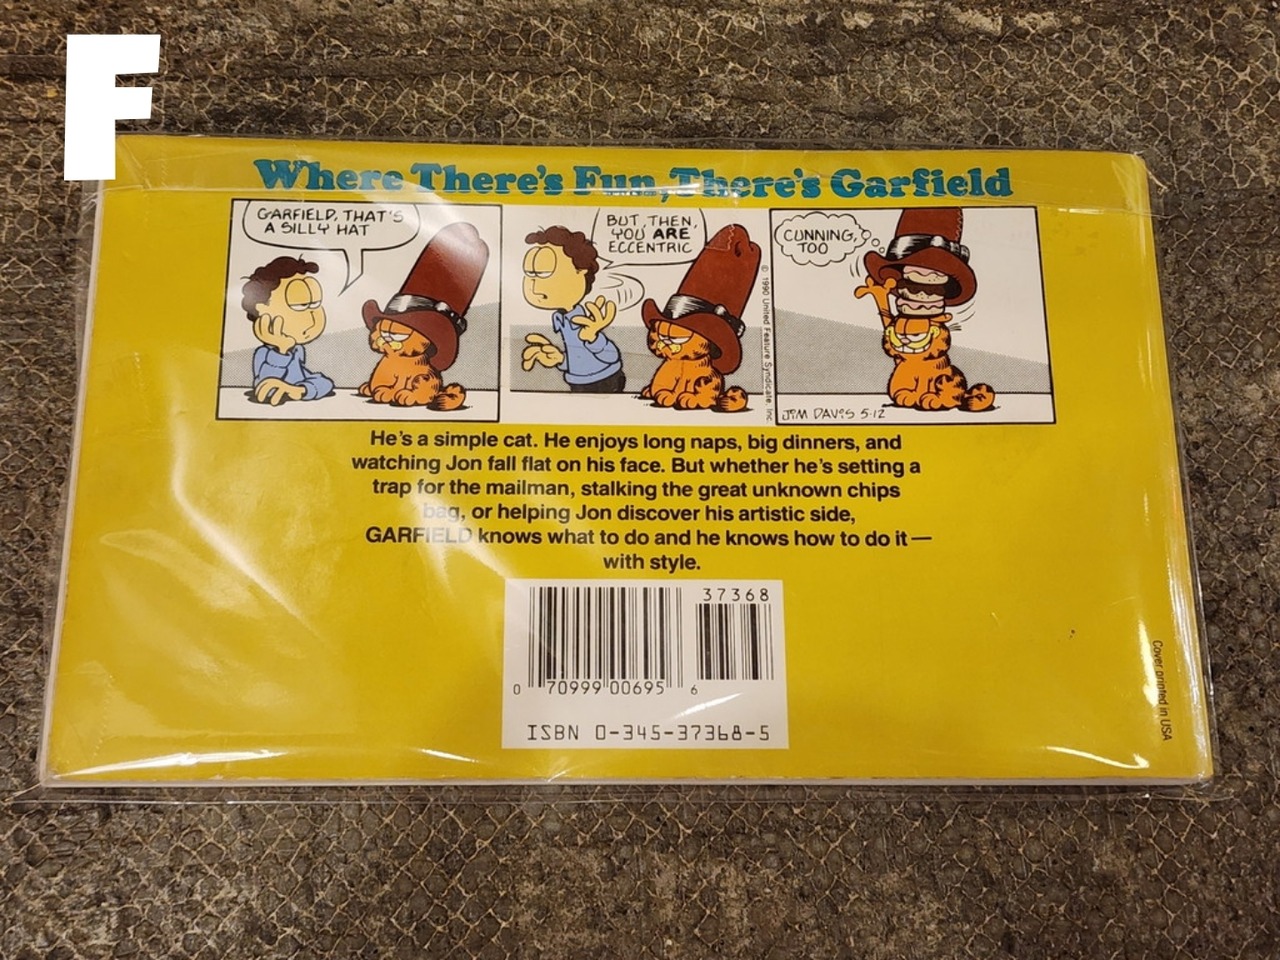 F
Where There's Fun, There's Garfield
GARFIELD, THAT'S
A SILLY HAT
BUT, THEN,
YOU ARE
ECCENTRIC
© 1990 United Feature Syndicate, Inc.
CUNNING,
TOO
JIM DAVIS 5-12
He's a simple cat. He enjoys long naps, big dinners, and
watching Jon fall flat on his face. But whether he's setting a
trap for the mailman, stalking the great unknown chips
bag, or helping Jon discover his artistic side,
GARFIELD knows what to do and he knows how to do it —
with style.
37368
0 70999 00695 6
ISBN 0-345-37368-5
Cover printed in USA